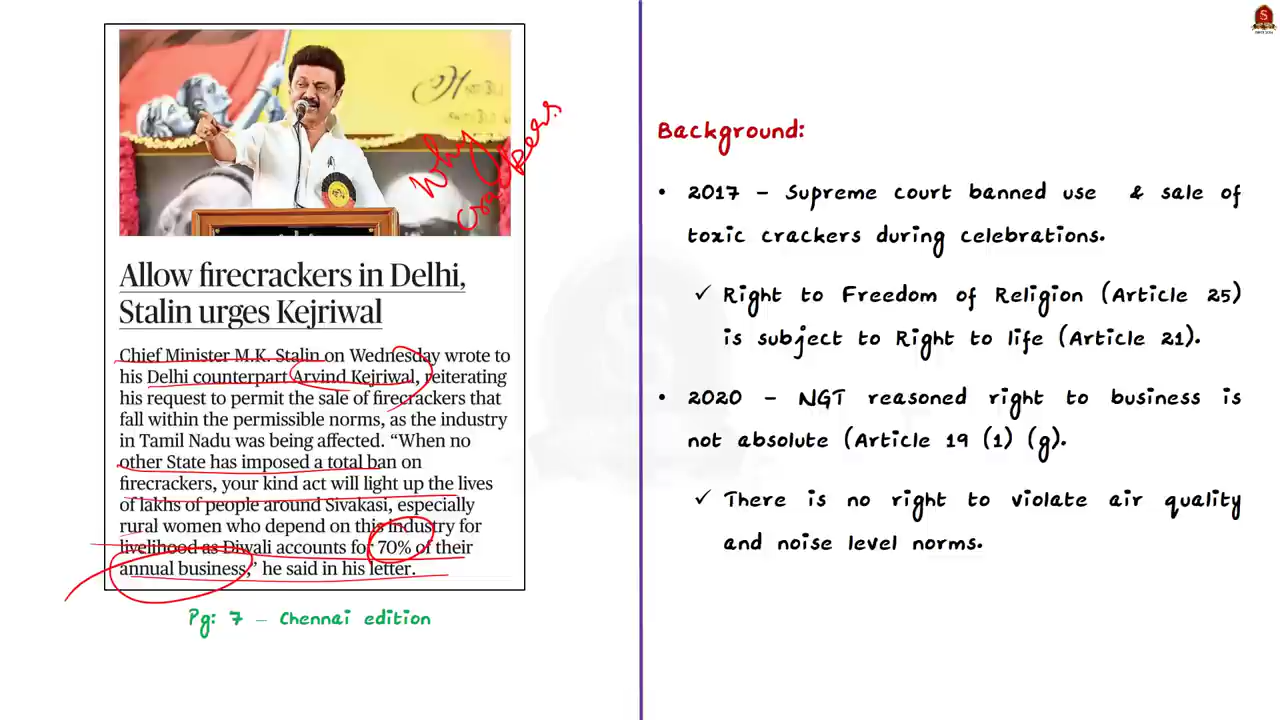 Why
crackers.
Allow firecrackers in Delhi,
Stalin urges Kejriwal
Chief Minister M.K. Stalin on Wednesday wrote to
his Delhi counterpart Arvind Kejriwal, reiterating
his request to permit the sale of firecrackers that
fall within the permissible norms, as the industry
in Tamil Nadu was being affected. “When no
other State has imposed a total ban on
firecrackers, your kind act will light up the lives
of lakhs of people around Sivakasi, especially
rural women who depend on this industry for
livelihood as Diwali accounts for 70% of their
annual business,” he said in his letter.
Pg: 7 – Chennai edition
Background:
• 2017 – Supreme court banned use & sale of
toxic crackers during celebrations.
✓ Right to Freedom of Religion (Article 25)
is subject to Right to life (Article 21).
• 2020 – NGT reasoned right to business is
not absolute (Article 19 (1) (g).
✓ There is no right to violate air quality
and noise level norms.